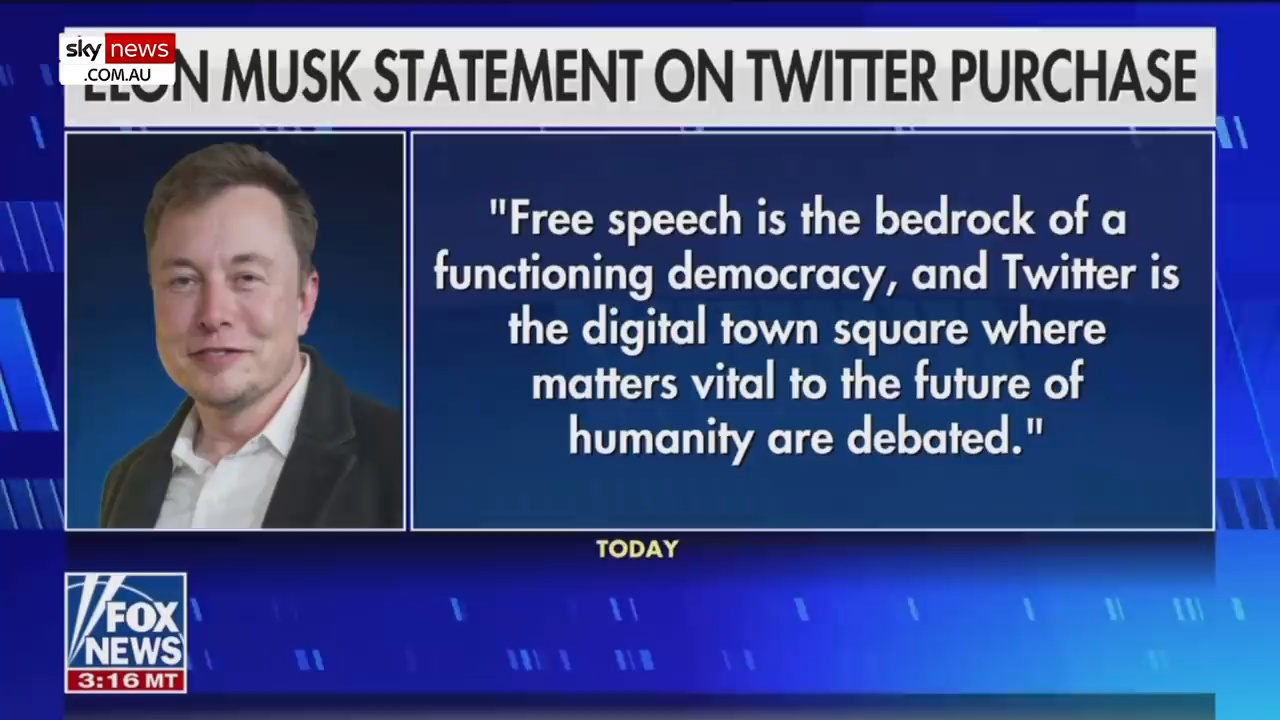 sky news
.COM.AU
ELON MUSK STATEMENT ON TWITTER PURCHASE
"Free speech is the bedrock of a
functioning democracy, and Twitter is
the digital town square where
matters vital to the future of
humanity are debated."
TODAY
FOX
NEWS
3:16 MT